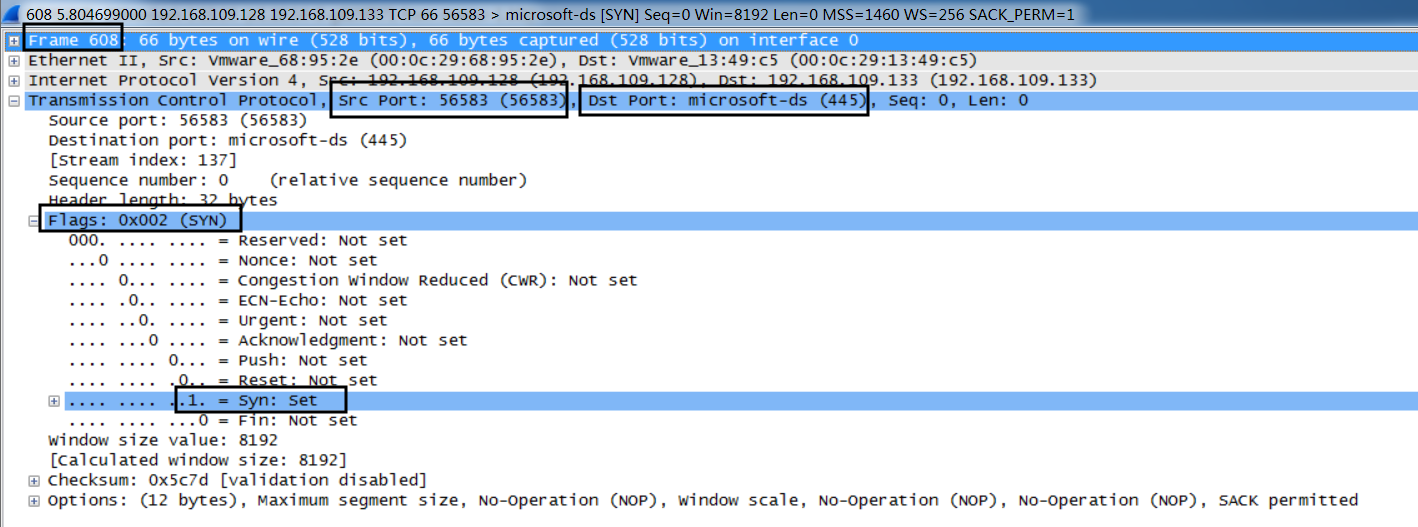 608 5.804699000 192.168.109.128 192.168.109.133 TCP 66 56583 > microsoft-ds [SYN] Seq=0 Win=8192 Len=0 MSS=1460 WS=256 SACK_PERM=1
Frame 608: 66 bytes on wire (528 bits), 66 bytes captured (528 bits) on interface 0
Ethernet II, Src: Vmware_68:95:2e (00:0c:29:68:95:2e), Dst: Vmware_13:49:c5 (00:0c:29:13:49:c5)
Internet Protocol Version 4, Src: 192.168.109.128 (192.168.109.128), Dst: 192.168.109.133 (192.168.109.133)
Transmission Control Protocol, Src Port: 56583 (56583), Dst Port: microsoft-ds (445), Seq: 0, Len: 0
Source port: 56583 (56583)
Destination port: microsoft-ds (445)
[Stream index: 137]
Sequence number: 0    (relative sequence number)
Header length: 32 bytes
Flags: 0x002 (SYN)
000. .... .... = Reserved: Not set
...0 .... .... = Nonce: Not set
.... 0... .... = Congestion Window Reduced (CWR): Not set
.... .0.. .... = ECN-Echo: Not set
.... ..0. .... = Urgent: Not set
.... ...0 .... = Acknowledgment: Not set
.... .... 0... = Push: Not set
.... .... .0.. = Reset: Not set
.... .... ..1. = Syn: Set
.... .... ...0 = Fin: Not set
Window size value: 8192
[Calculated window size: 8192]
Checksum: 0x5c7d [validation disabled]
Options: (12 bytes), Maximum segment size, No-Operation (NOP), Window scale, No-Operation (NOP), No-Operation (NOP), SACK permitted